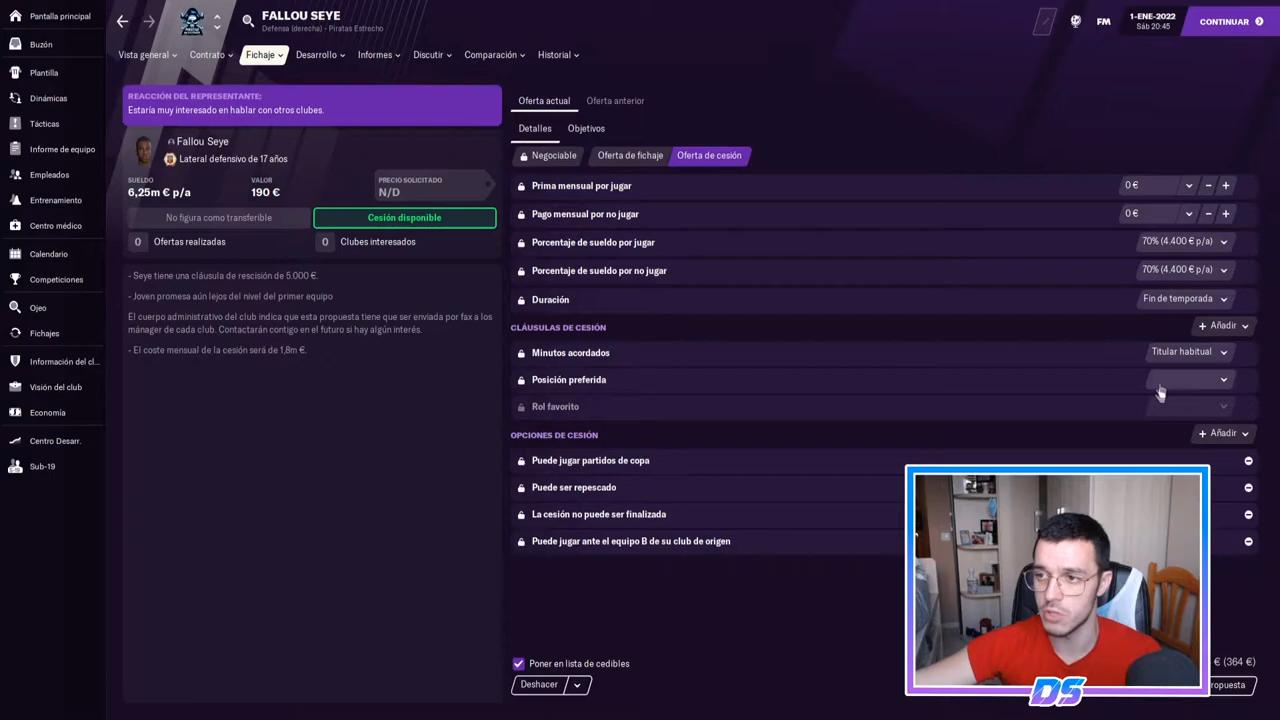 Pantalla principal
Buzón
Plantilla
Dinámicas
Tácticas
Informe de equipo
Empleados
Entrenamiento
Centro médico
Calendario
Competiciones
Ojeo
Fichajes
Información del cl...
Visión del club
Economía
Centro Desarr.
Sub-19
FALLOU SEYE
Defensa (derecha) - Piratas Estrecho
FM
1-ENE-2022
Sáb 20:45
CONTINUAR
Vista general
Contrato
Fichaje
Desarrollo
Informes
Discutir
Comparación
Historial
REACCIÓN DEL REPRESENTANTE:
Estaría muy interesado en hablar con otros clubes.
Fallou Seye
Lateral defensivo de 17 años
SUELDO
6,25m € p/a
VALOR
190 €
PRECIO SOLICITADO
N/D
No figura como transferible
Cesión disponible
0 Ofertas realizadas
0 Clubes interesados
- Seye tiene una cláusula de rescisión de 5.000 €.
- Joven promesa aún lejos del nivel del primer equipo
El cuerpo administrativo del club indica que esta propuesta tiene que ser enviada por fax a los
mánager de cada club. Contactarán contigo en el futuro si hay algún interés.
- El coste mensual de la cesión será de 1,8m €.
Oferta actual
Oferta anterior
Detalles
Objetivos
Negociable
Oferta de fichaje
Oferta de cesión
Prima mensual por jugar
0 €
Pago mensual por no jugar
0 €
Porcentaje de sueldo por jugar
70% (4.400 € p/a)
Porcentaje de sueldo por no jugar
70% (4.400 € p/a)
Duración
Fin de temporada
CLÁUSULAS DE CESIÓN
Añadir
Minutos acordados
Titular habitual
Posición preferida
Rol favorito
OPCIONES DE CESIÓN
Añadir
Puede jugar partidos de copa
Puede ser repescado
La cesión no puede ser finalizada
Puede jugar ante el equipo B de su club de origen
Poner en lista de cedibles
€ (364 €)
Deshacer
ropuesta
DS